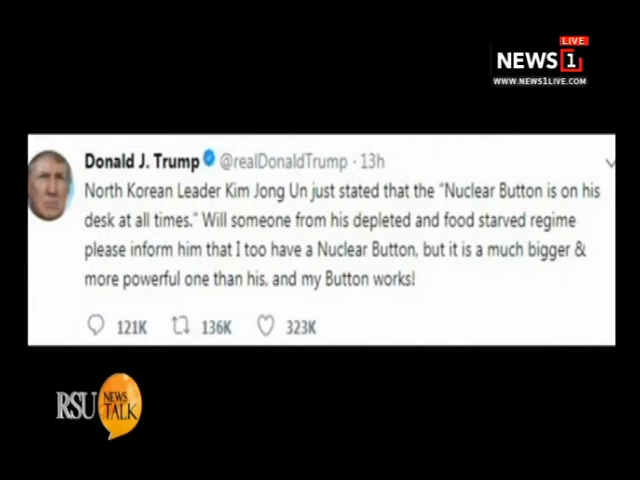 LIVE
NEWS 1
WWW.NEWS1LIVE.COM
Donald J. Trump @realDonaldTrump · 13h
North Korean Leader Kim Jong Un just stated that the “Nuclear Button is on his
desk at all times.” Will someone from his depleted and food starved regime
please inform him that I too have a Nuclear Button, but it is a much bigger &
more powerful one than his, and my Button works!
121K 136K 323K
RSU NEWS
TALK